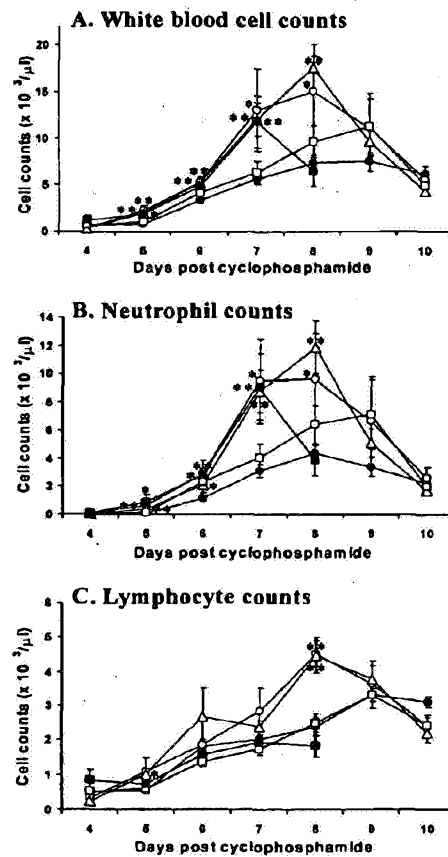 A. White blood cell counts
Cell counts (x 10 ³/µl)
20
15
10
5
0
4 5 6 7 8 9 10
Days post cyclophosphamide
B. Neutrophil counts
Cell counts (x 10 ³/µl)
14
12
10
8
6
4
2
0
4 5 6 7 8 9 10
Days post cyclophosphamide
C. Lymphocyte counts
Cell counts (x 10 ³/µl)
6
5
4
3
2
1
0
4 5 6 7 8 9 10
Days post cyclophosphamide